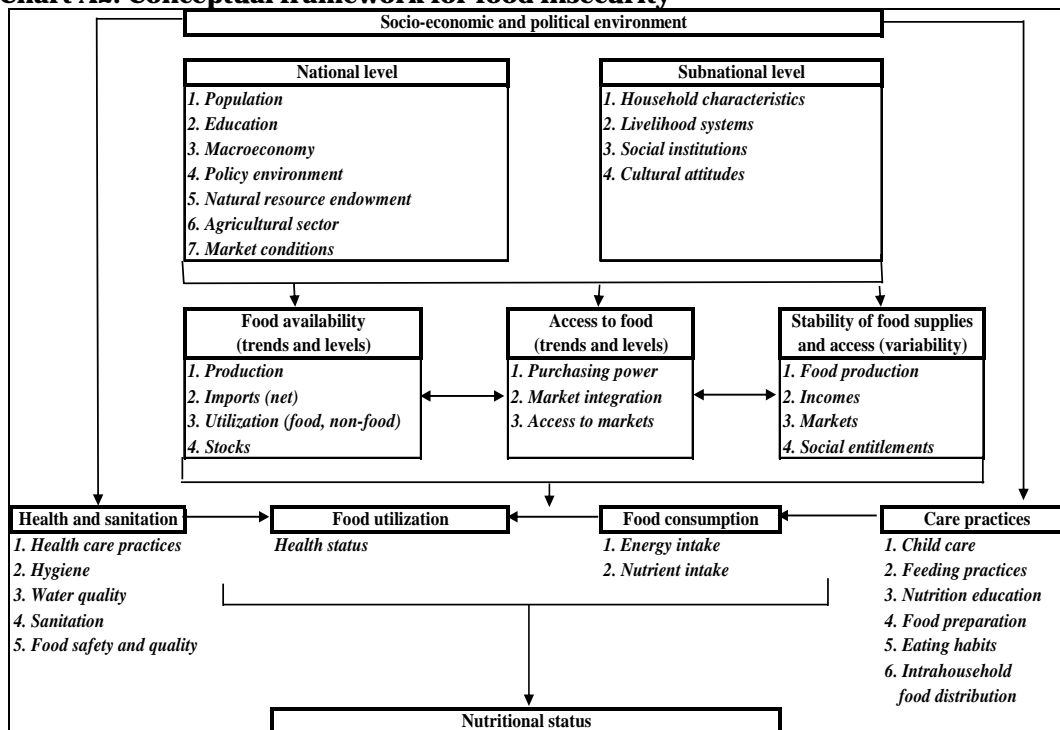 Chart A2. Conceptual framework for food insecurity
Socio-economic and political environment
National level
1. Population
2. Education
3. Macroeconomy
4. Policy environment
5. Natural resource endowment
6. Agricultural sector
7. Market conditions
Subnational level
1. Household characteristics
2. Livelihood systems
3. Social institutions
4. Cultural attitudes
Food availability
(trends and levels)
1. Production
2. Imports (net)
3. Utilization (food, non-food)
4. Stocks
Access to food
(trends and levels)
1. Purchasing power
2. Market integration
3. Access to markets
Stability of food supplies
and access (variability)
1. Food production
2. Incomes
3. Markets
4. Social entitlements
Health and sanitation
1. Health care practices
2. Hygiene
3. Water quality
4. Sanitation
5. Food safety and quality
Food utilization
Health status
Food consumption
1. Energy intake
2. Nutrient intake
Care practices
1. Child care
2. Feeding practices
3. Nutrition education
4. Food preparation
5. Eating habits
6. Intrahousehold
food distribution
Nutritional status